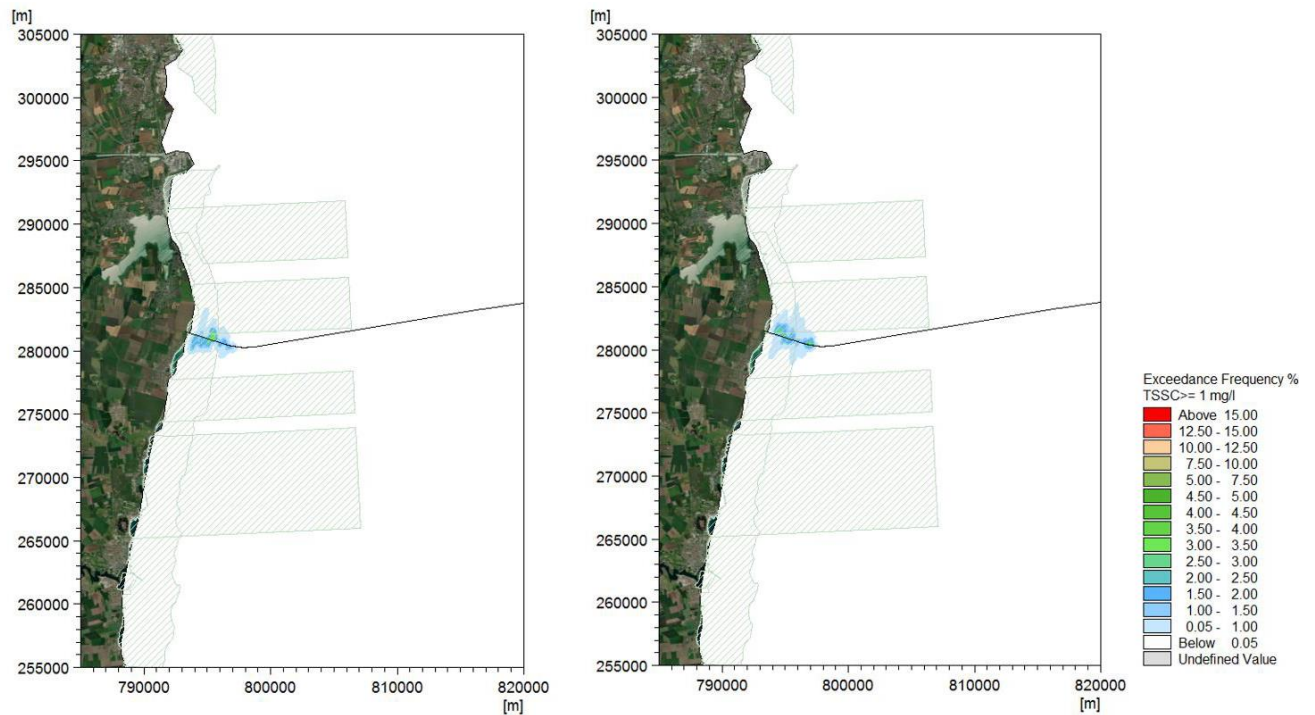 [m]
305000
300000
295000
290000
285000
280000
275000
270000
265000
260000
255000
790000 800000 810000 820000
[m]
[m]
305000
300000
295000
290000
285000
280000
275000
270000
265000
260000
255000
790000 800000 810000 820000
[m]
Exceedance Frequency %
TSSC>= 1 mg/l
Above 15.00
12.50 - 15.00
10.00 - 12.50
7.50 - 10.00
5.00 - 7.50
4.50 - 5.00
4.00 - 4.50
3.50 - 4.00
3.00 - 3.50
2.50 - 3.00
2.00 - 2.50
1.50 - 2.00
1.00 - 1.50
0.05 - 1.00
Below 0.05
Undefined Value